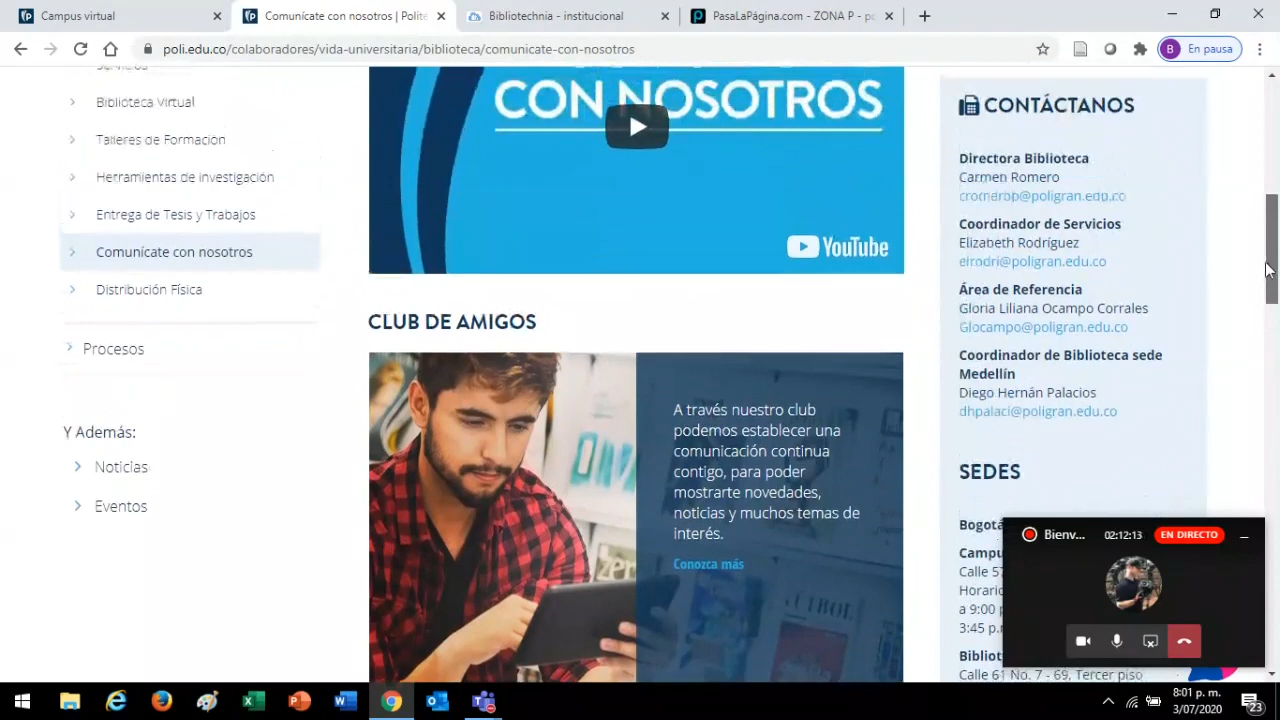 Campus virtual
Comunícate con nosotros | Polite
Bibliotechnia - institucional
PasaLaPágina.com - ZONA P - po
poli.edu.co/colaboradores/vida-universitaria/biblioteca/comunicate-con-nosotros
B En pausa
Servicios
Biblioteca Virtual
Talleres de Formación
Herramientas de investigación
Entrega de Tesis y Trabajos
Comunícate con nosotros
Distribución Física
Procesos
Y Además:
Noticias
Eventos
CON NOSOTROS
YouTube
CLUB DE AMIGOS
A través nuestro club
podemos establecer una
comunicación continua
contigo, para poder
mostrarte novedades,
noticias y muchos temas de
interés.
Conozca más
CONTÁCTANOS
Directora Biblioteca
Carmen Romero
cromerop@poligran.edu.co
Coordinador de Servicios
Elizabeth Rodríguez
elrodri@poligran.edu.co
Área de Referencia
Gloria Liliana Ocampo Corrales
Glocampo@poligran.edu.co
Coordinador de Biblioteca sede
Medellín
Diego Hernán Palacios
dhpalaci@poligran.edu.co
SEDES
Bogotá
Campu
Calle 57
Horario
a 9:00 p
3:45 p.m
Bibliot
Calle 61 No. 7 - 69, Tercer piso
Bienv...
02:12:13
EN DIRECTO
8:01 p. m.
3/07/2020
23